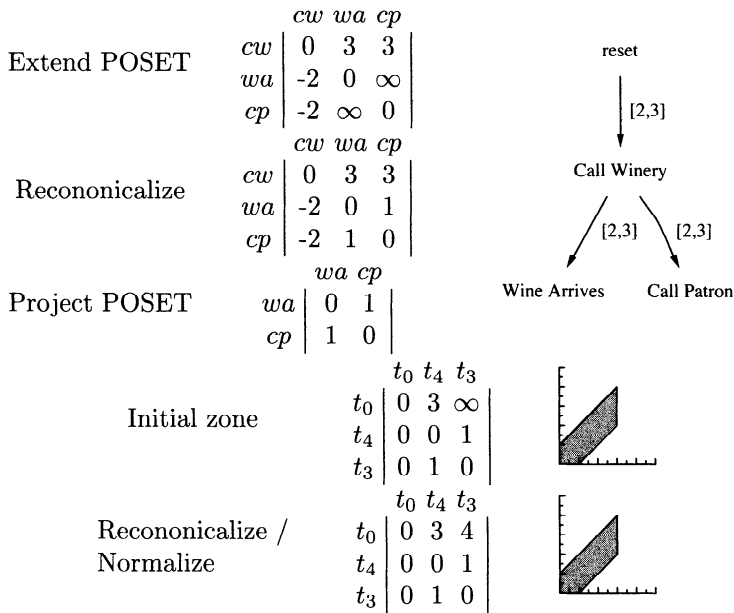 cw wa cp
Extend POSET
cw 0 3 3
wa -2 0 ∞
cp -2 ∞ 0
cw wa cp
Recononicalize
cw 0 3 3
wa -2 0 1
cp -2 1 0
wa cp
Project POSET
wa 0 1
cp 1 0
reset
[2,3]
Call Winery
[2,3] [2,3]
Wine Arrives Call Patron
t0 t4 t3
Initial zone
t0 0 3 ∞
t4 0 0 1
t3 0 1 0
t0 t4 t3
Recononicalize /
Normalize
t0 0 3 4
t4 0 0 1
t3 0 1 0